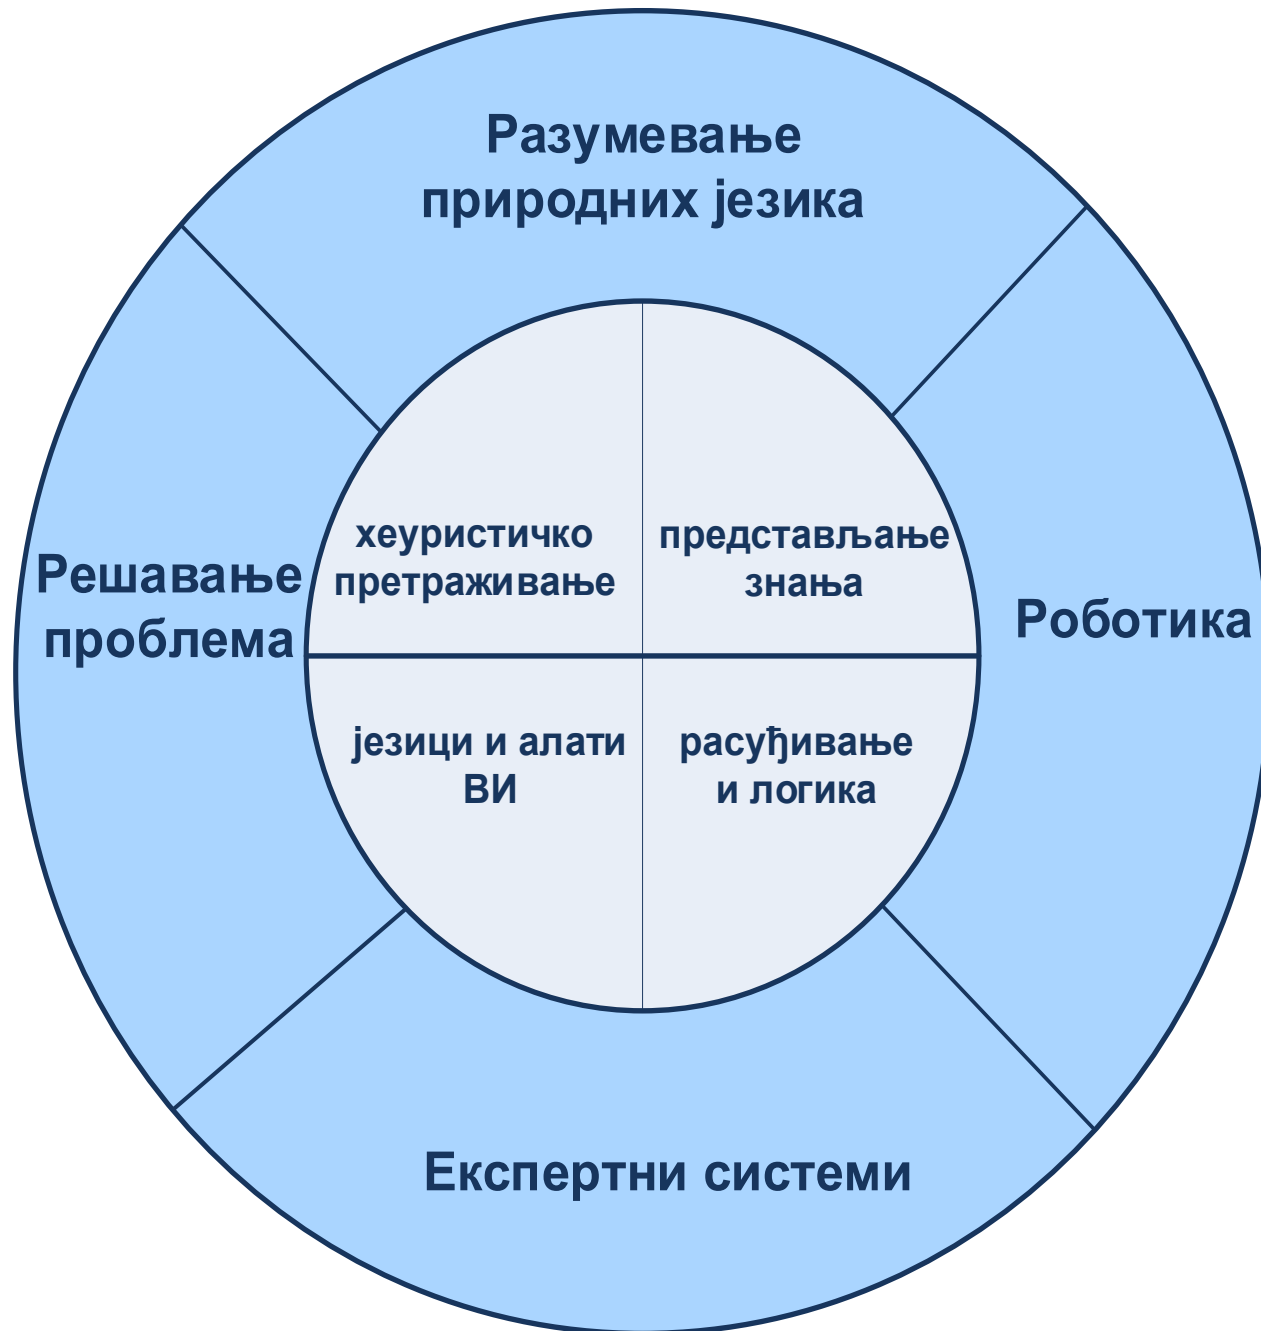 Разумевање
природних језика
хеуристичко
претраживање
представљање
знања
Решавање
проблема
Роботика
језици и алати
ВИ
расуђивање
и логика
Експертни системи